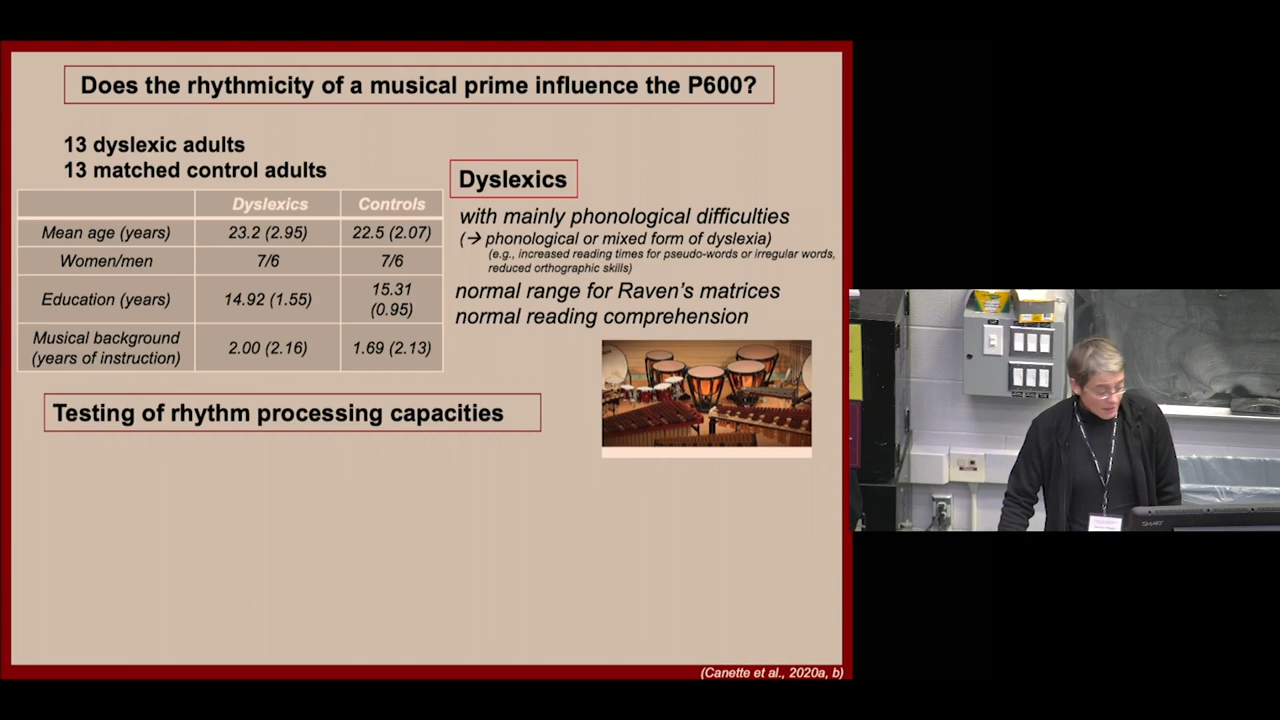 Does the rhythmicity of a musical prime influence the P600?
13 dyslexic adults
13 matched control adults
Dyslexics Controls
Mean age (years) 23.2 (2.95) 22.5 (2.07)
Women/men 7/6 7/6
Education (years) 14.92 (1.55) 15.31 (0.95)
Musical background (years of instruction) 2.00 (2.16) 1.69 (2.13)
Dyslexics
with mainly phonological difficulties
(→ phonological or mixed form of dyslexia)
(e.g., increased reading times for pseudo-words or irregular words,
reduced orthographic skills)
normal range for Raven's matrices
normal reading comprehension
Testing of rhythm processing capacities
(Canette et al., 2020a, b)
SMART